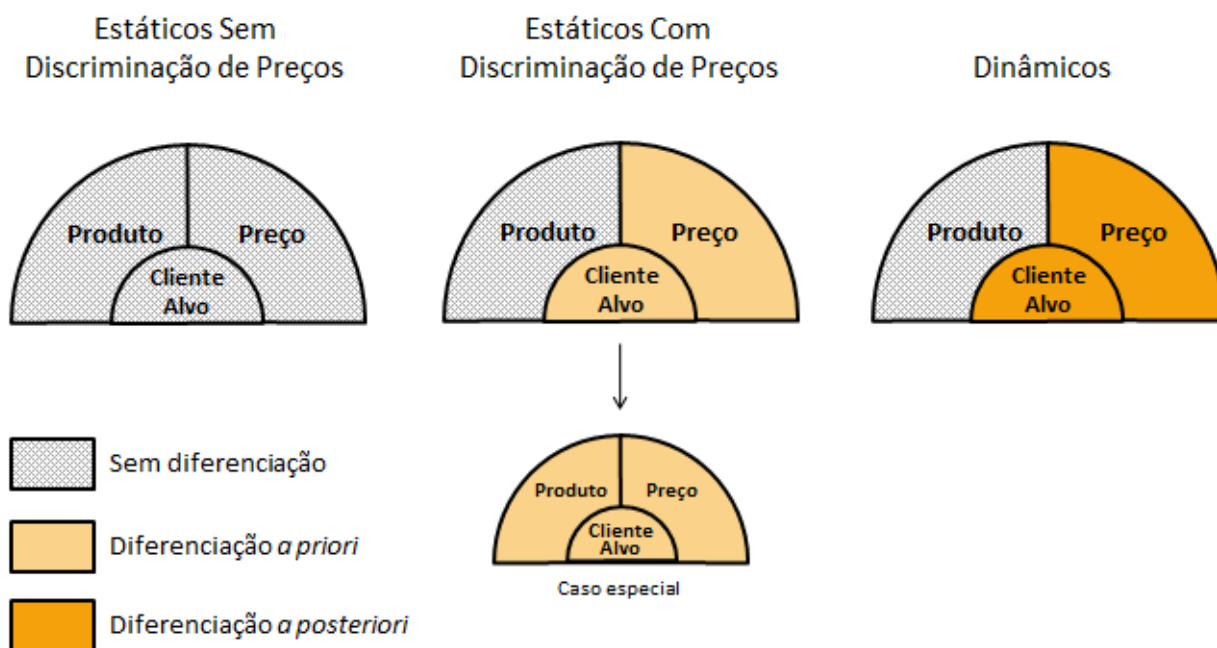 Estáticos Sem
Discriminação de Preços
Estáticos Com
Discriminação de Preços
Dinâmicos
Produto
Preço
Cliente
Alvo
Produto
Preço
Cliente
Alvo
Produto
Preço
Cliente
Alvo
Sem diferenciação
Diferenciação a priori
Diferenciação a posteriori
Produto
Preço
Cliente
Alvo
Caso especial